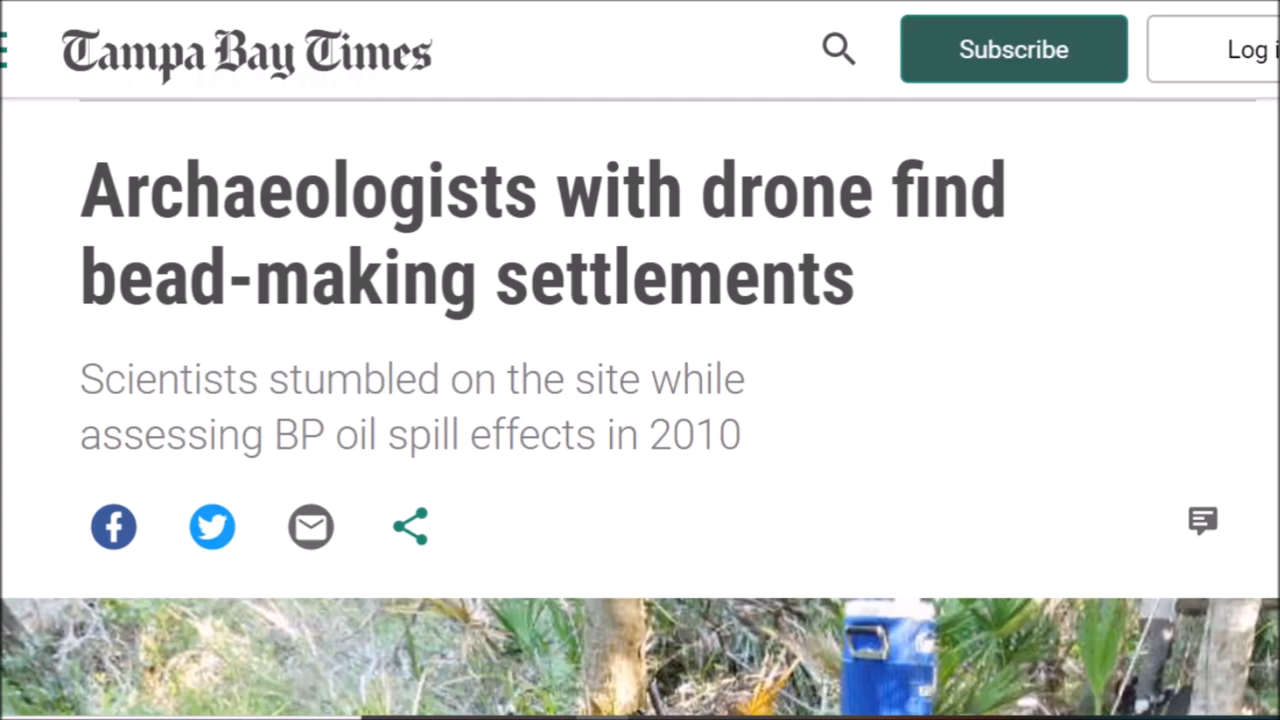 Tampa Bay Times
Subscribe
Log i
Archaeologists with drone find
bead-making settlements
Scientists stumbled on the site while
assessing BP oil spill effects in 2010